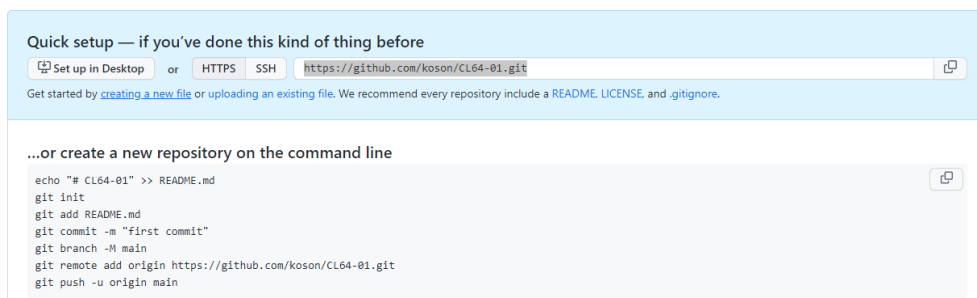 Quick setup — if you've done this kind of thing before
Set up in Desktop or HTTPS SSH https://github.com/koson/CL64-01.git
Get started by creating a new file or uploading an existing file. We recommend every repository include a README, LICENSE, and .gitignore.
...or create a new repository on the command line
echo "# CL64-01" >> README.md
git init
git add README.md
git commit -m "first commit"
git branch -M main
git remote add origin https://github.com/koson/CL64-01.git
git push -u origin main